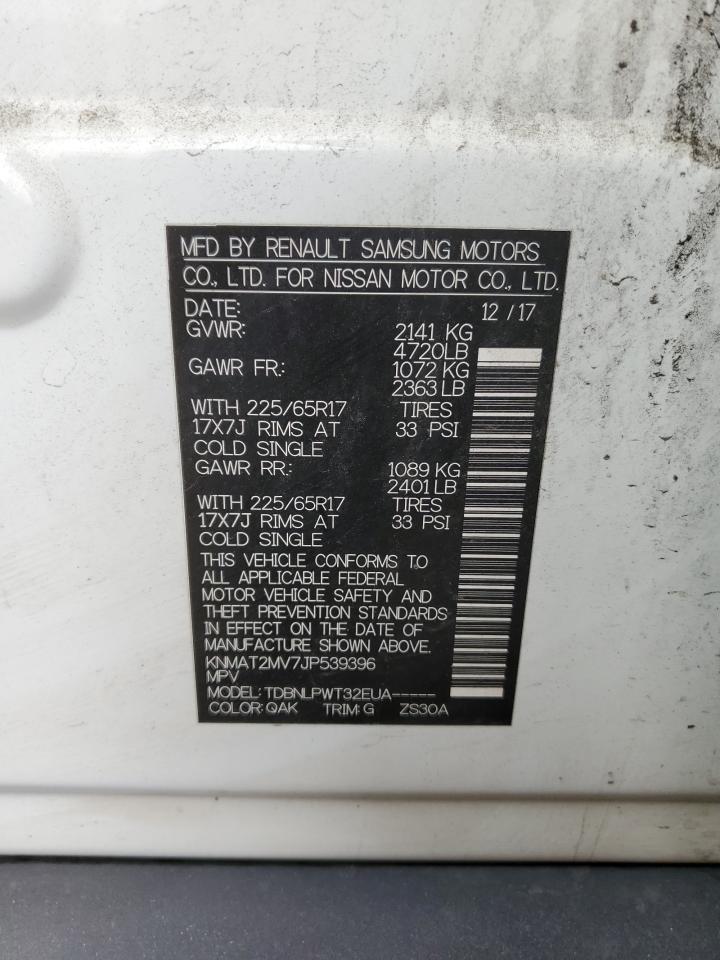 MFD BY RENAULT SAMSUNG MOTORS
CO., LTD. FOR NISSAN MOTOR CO., LTD.
DATE: 12 / 17
GVWR: 2141 KG
4720LB
GAWR FR.: 1072 KG
2363 LB
WITH 225/65R17 TIRES
17X7J RIMS AT 33 PSI
COLD SINGLE
GAWR RR.: 1089 KG
2401 LB
WITH 225/65R17 TIRES
17X7J RIMS AT 33 PSI
COLD SINGLE
THIS VEHICLE CONFORMS TO
ALL APPLICABLE FEDERAL
MOTOR VEHICLE SAFETY AND
THEFT PREVENTION STANDARDS
IN EFFECT ON THE DATE OF
MANUFACTURE SHOWN ABOVE.
KNMAT2MV7JP539396
MPV
MODEL: TDBNLPWT32EUA-----
COLOR: QAK TRIM: G ZS30A